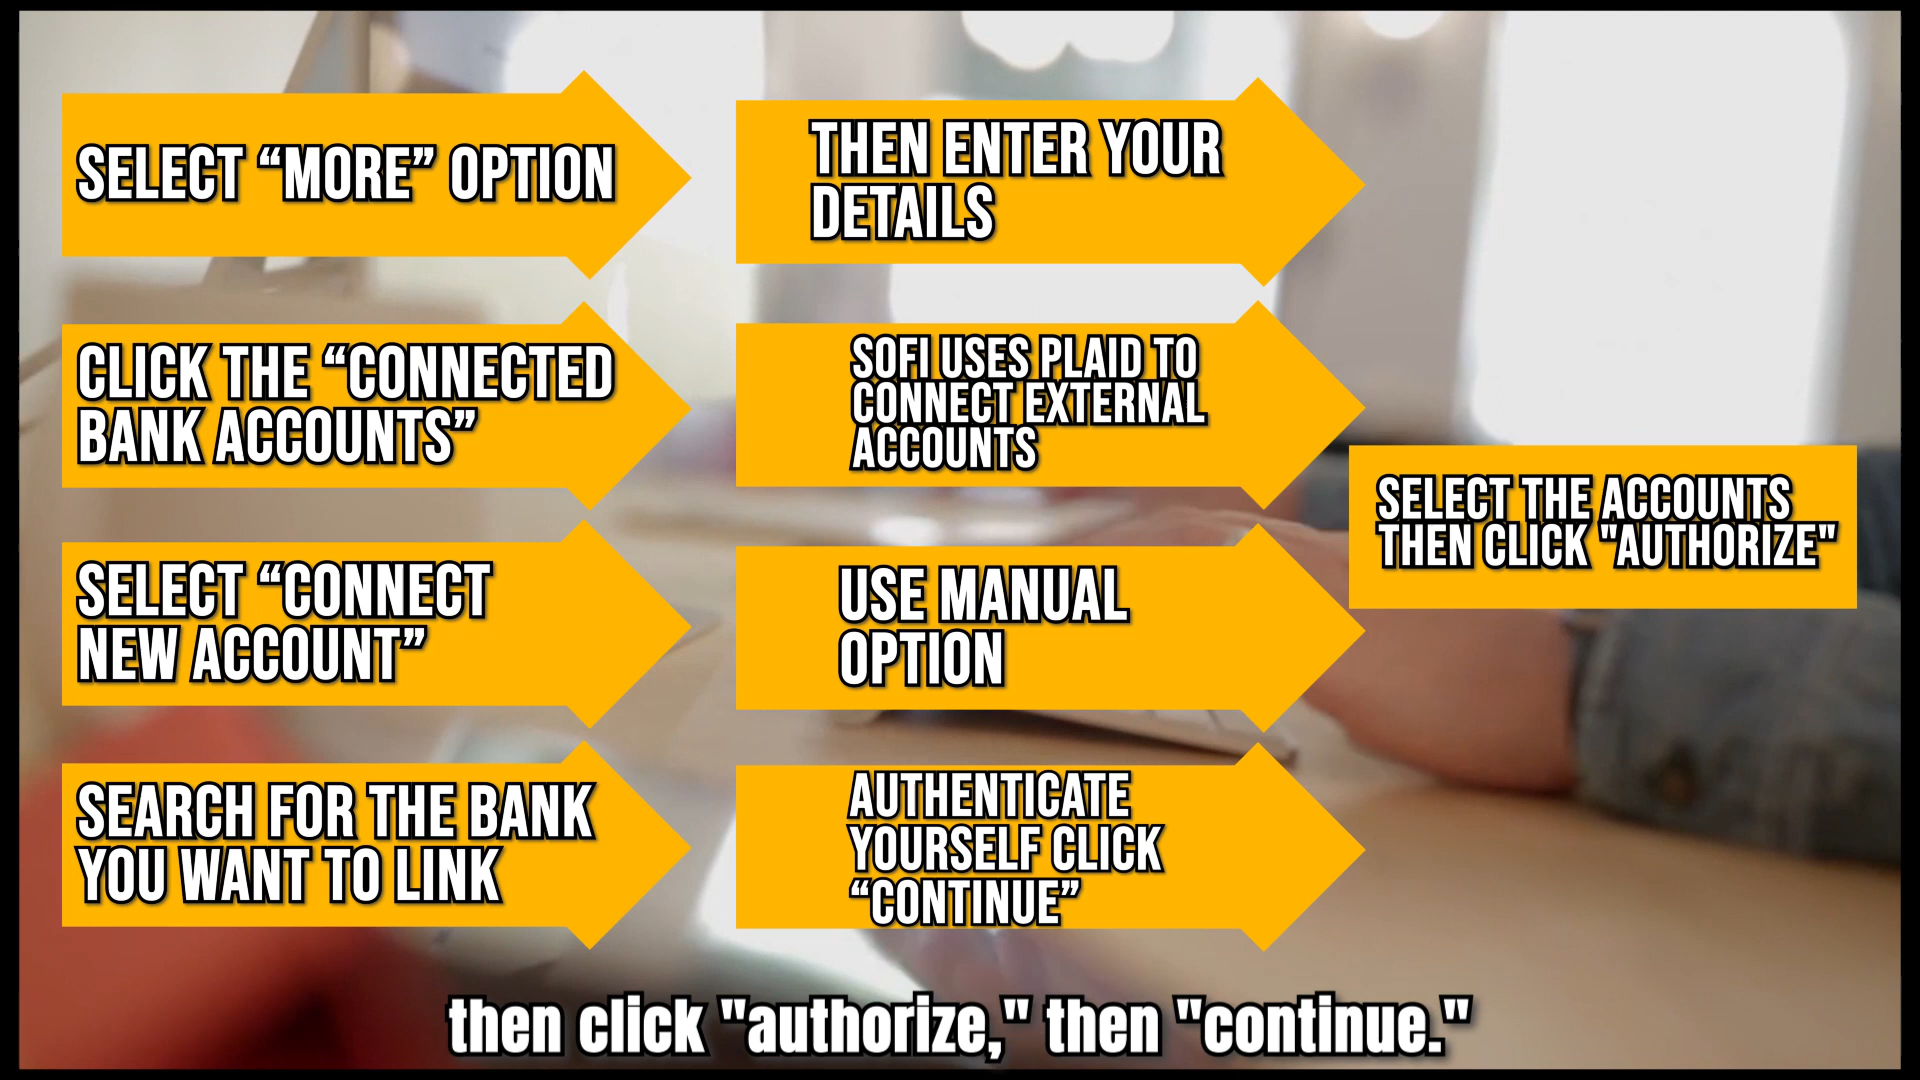 SELECT “MORE” OPTION
CLICK THE “CONNECTED
BANK ACCOUNTS”
SELECT “CONNECT
NEW ACCOUNT”
SEARCH FOR THE BANK
YOU WANT TO LINK
THEN ENTER YOUR
DETAILS
SOFI USES PLAID TO
CONNECT EXTERNAL
ACCOUNTS
USE MANUAL
OPTION
AUTHENTICATE
YOURSELF CLICK
“CONTINUE”
SELECT THE ACCOUNTS
THEN CLICK "AUTHORIZE"
then click "authorize," then "continue."